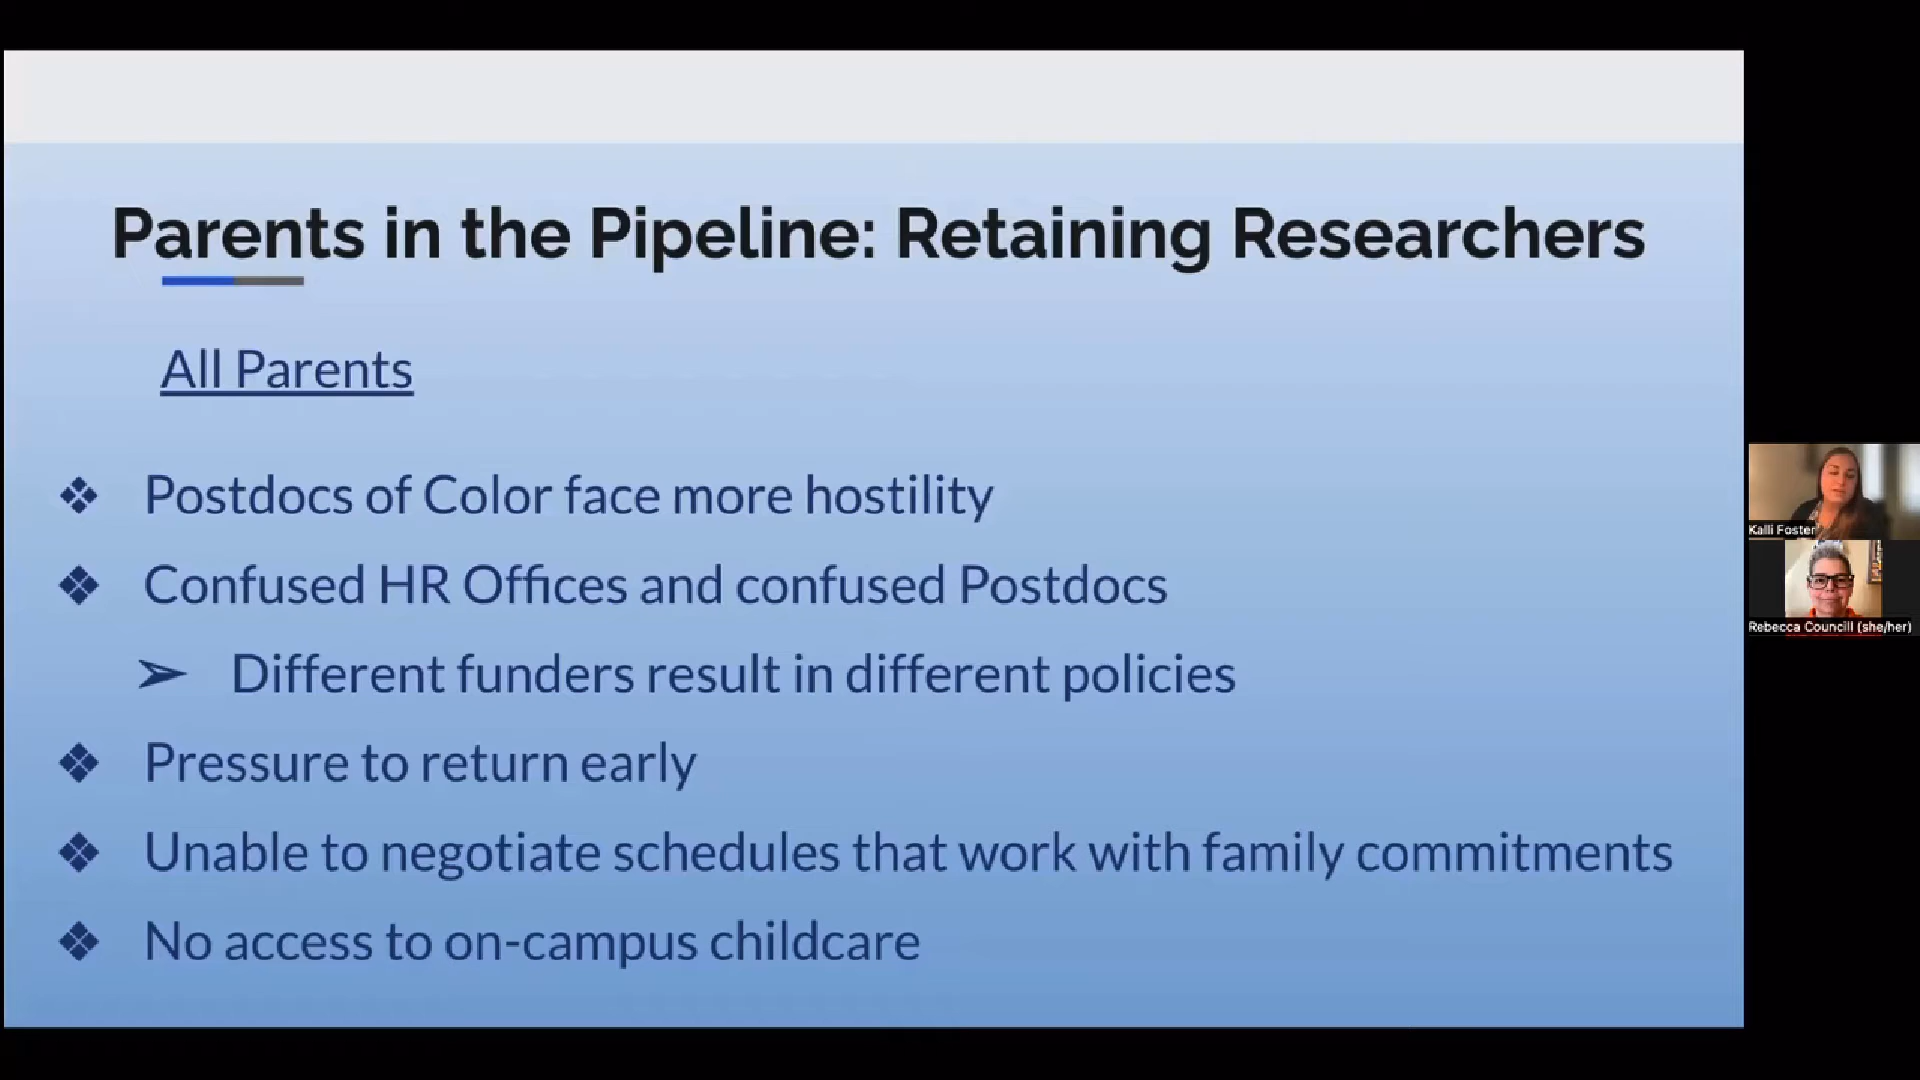 Parents in the Pipeline: Retaining Researchers
All Parents
❖ Postdocs of Color face more hostility
❖ Confused HR Offices and confused Postdocs
➢ Different funders result in different policies
❖ Pressure to return early
❖ Unable to negotiate schedules that work with family commitments
❖ No access to on-campus childcare
Kalli Foster
Rebecca Councill (she/her)